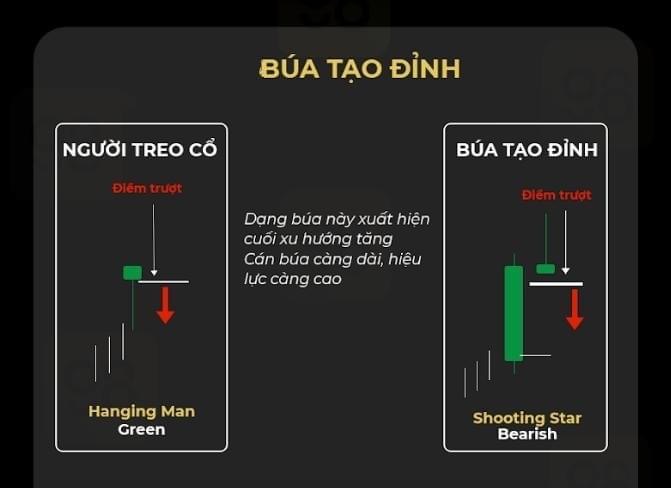 BÚA TẠO ĐỈNH
NGƯỜI TREO CỔ
Điểm trượt
Hanging Man
Green
Dạng búa này xuất hiện
cuối xu hướng tăng
Cán búa càng dài, hiệu
lực càng cao
BÚA TẠO ĐỈNH
Điểm trượt
Shooting Star
Bearish